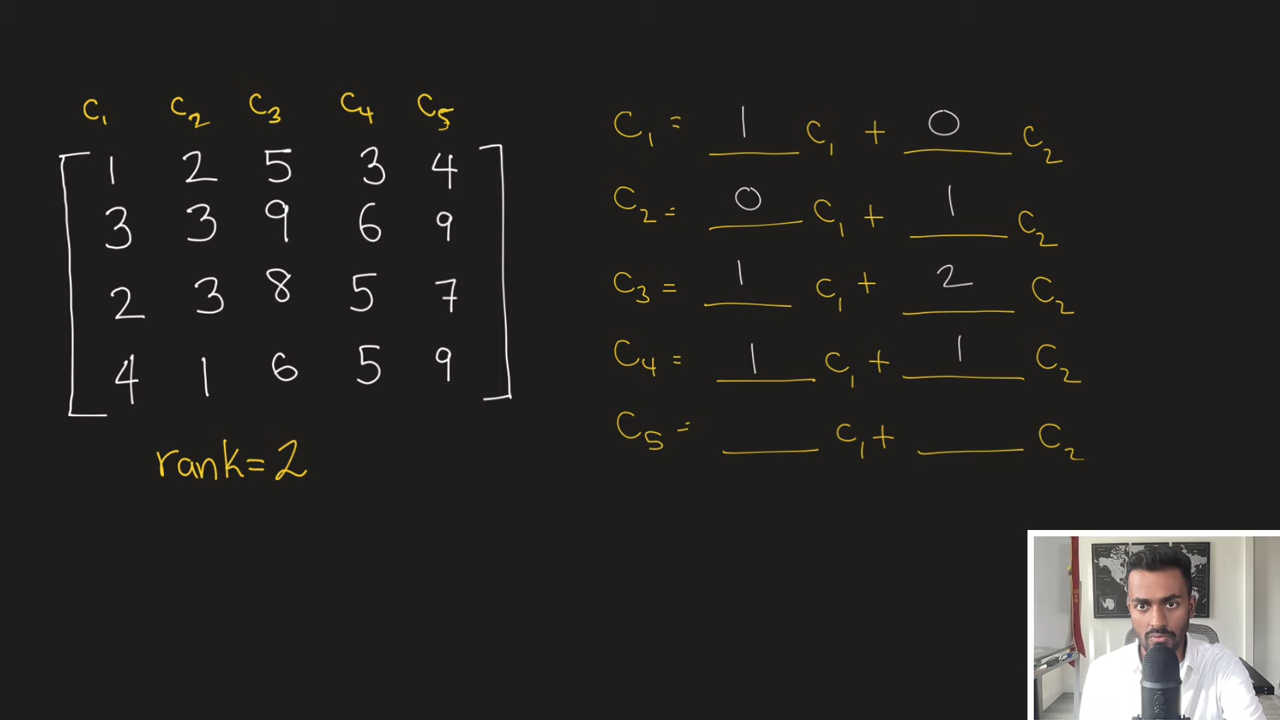 C₁ C₂ C₃ C₄ C₅
1 2 5 3 4
3 3 9 6 9
2 3 8 5 7
4 1 6 5 9
rank=2
C₁ = 1 C₁ + 0 C₂
C₂ = 0 C₁ + 1 C₂
C₃ = 1 C₁ + 2 C₂
C₄ = 1 C₁ + 1 C₂
C₅ = ___ C₁ + ___ C₂